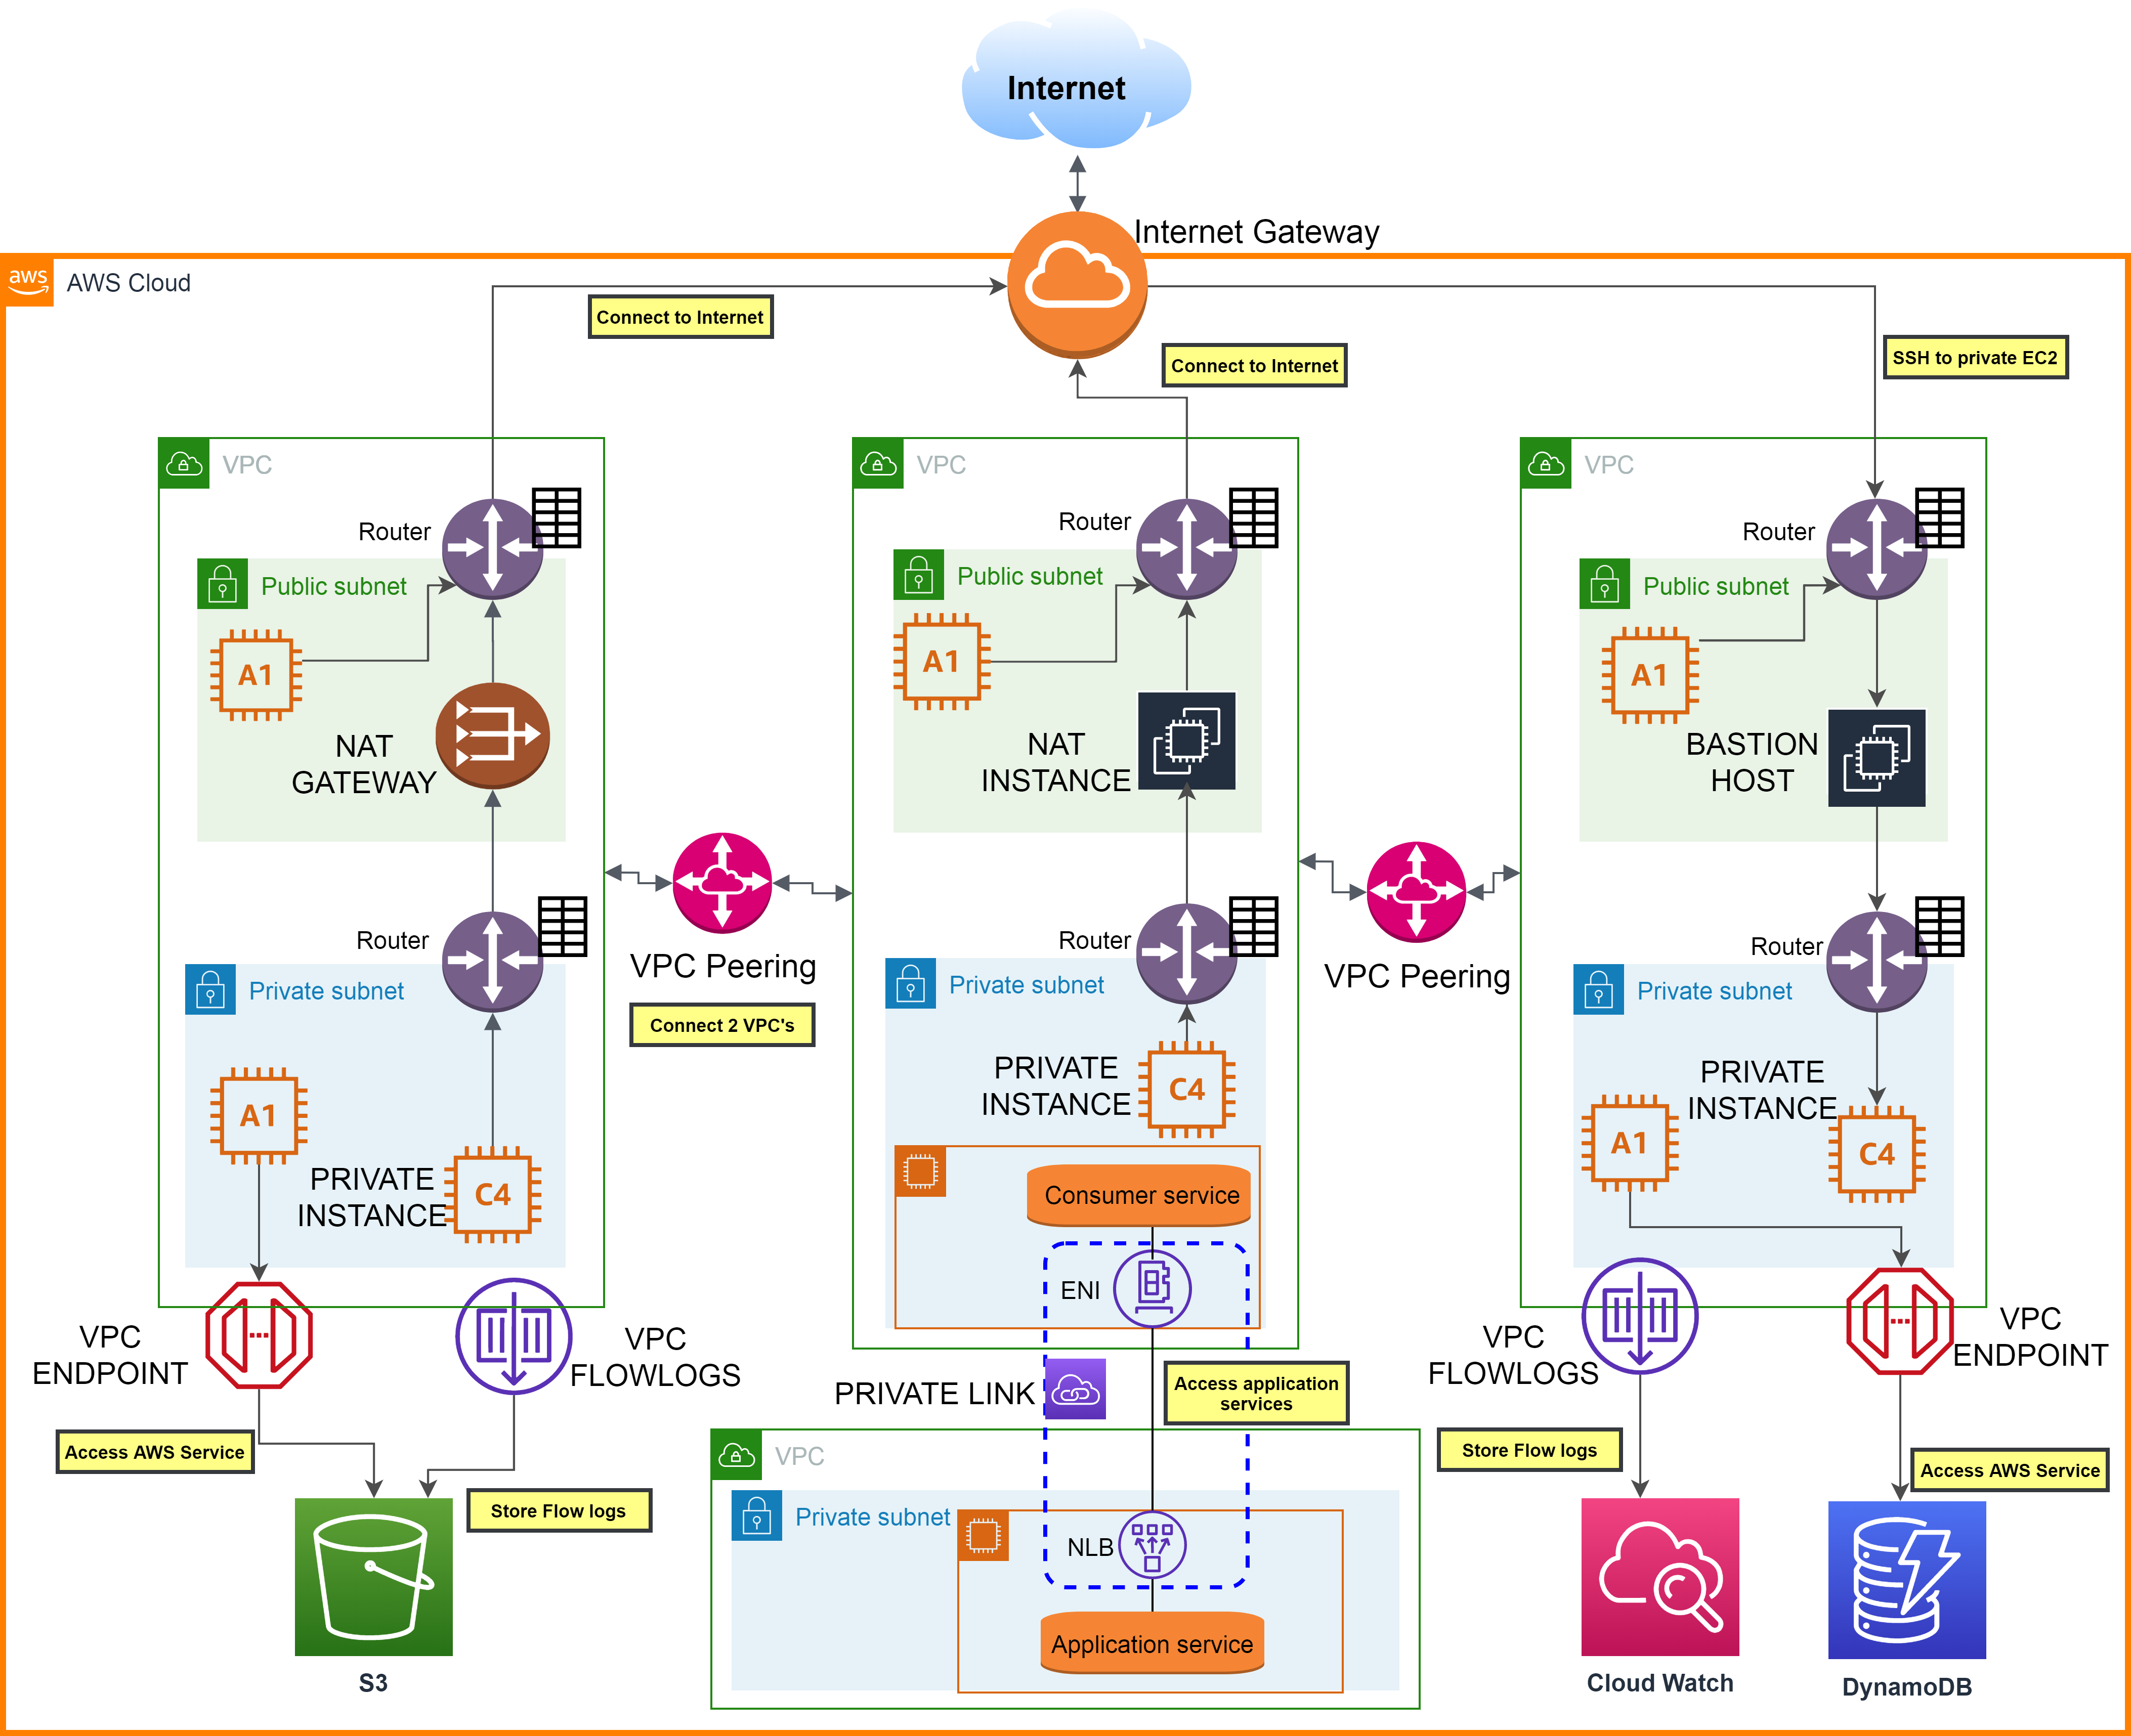 Internet
Internet Gateway
aws
AWS Cloud
Connect to Internet
Connect to Internet
SSH to private EC2
VPC
Router
Public subnet
A1
NAT
GATEWAY
Router
Private subnet
A1
PRIVATE
INSTANCE
C4
VPC Peering
Connect 2 VPC's
VPC
Router
Public subnet
A1
NAT
INSTANCE
Router
Private subnet
PRIVATE
INSTANCE
C4
Consumer service
ENI
VPC Peering
VPC
Router
Public subnet
A1
BASTION
HOST
Router
Private subnet
PRIVATE
INSTANCE
A1
C4
VPC
ENDPOINT
VPC
FLOWLOGS
Access AWS Service
Store Flow logs
S3
PRIVATE LINK
Access application
services
VPC
Private subnet
NLB
Application service
VPC
FLOWLOGS
VPC
ENDPOINT
Store Flow logs
Access AWS Service
Cloud Watch
DynamoDB